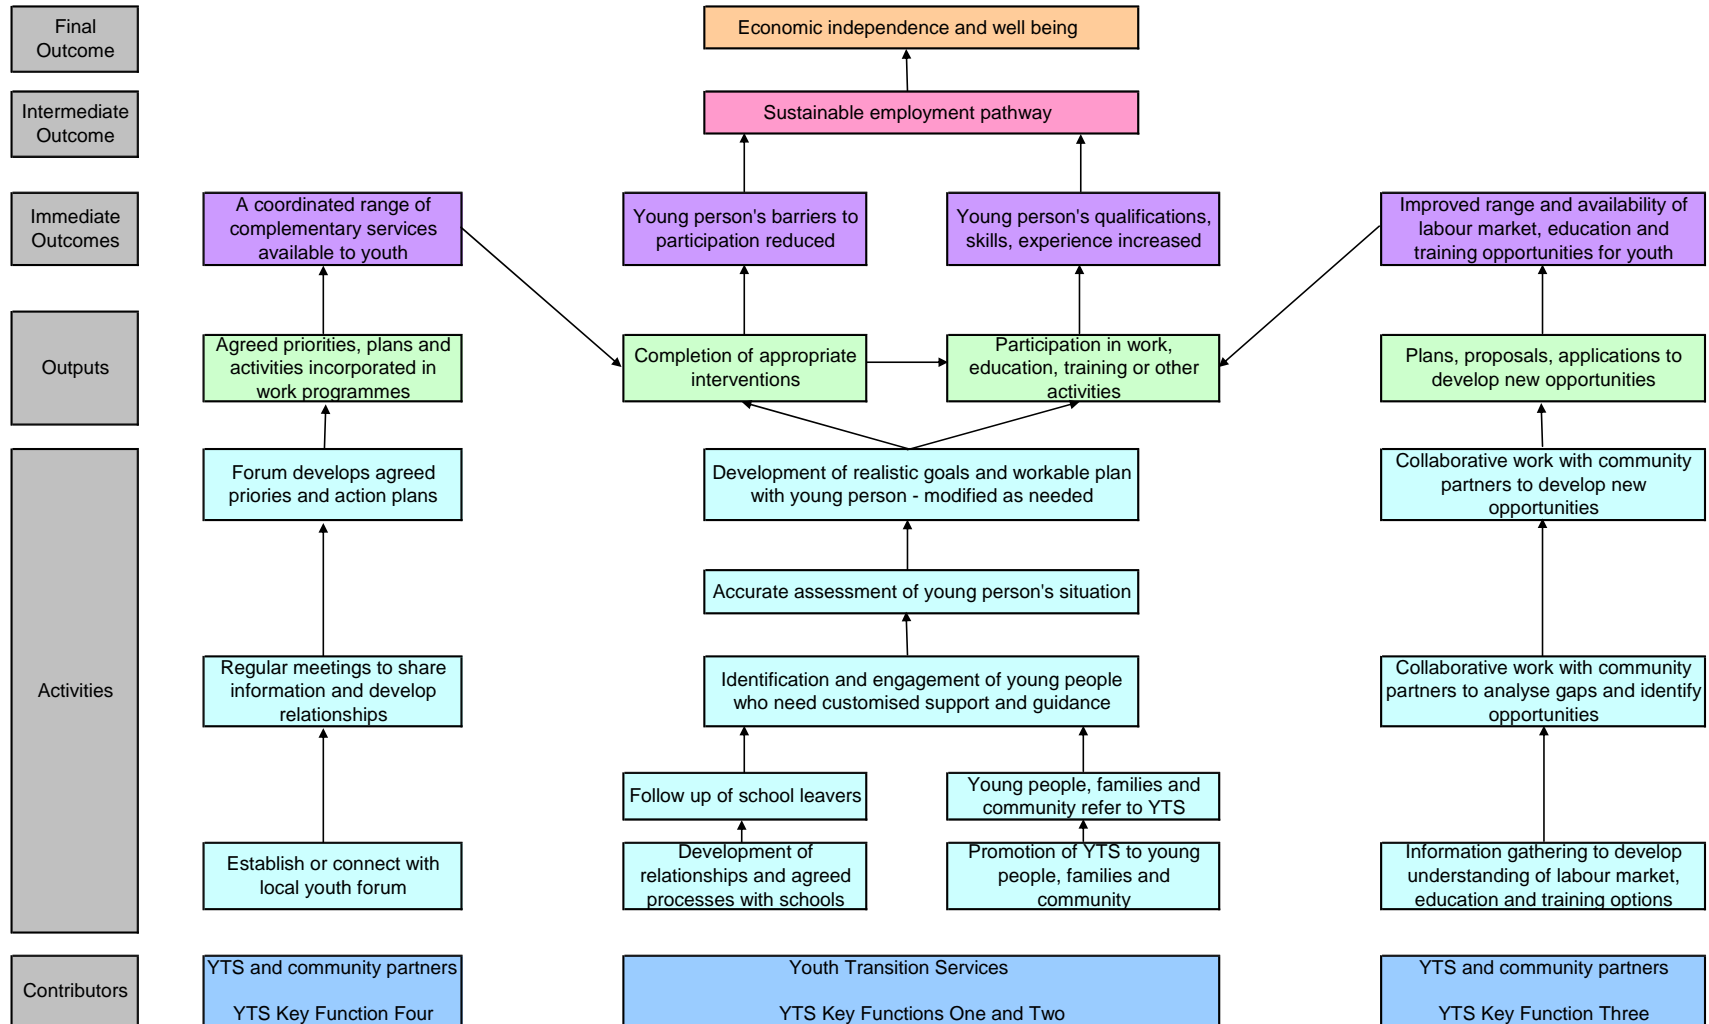 Final
Outcome
Economic independence and well being
Intermediate
Outcome
Sustainable employment pathway
Immediate
Outcomes
A coordinated range of
complementary services
available to youth
Young person's barriers to
participation reduced
Young person's qualifications,
skills, experience increased
Improved range and availability of
labour market, education and
training opportunities for youth
Outputs
Agreed priorities, plans and
activities incorporated in
work programmes
Completion of appropriate
interventions
Participation in work,
education, training or other
activities
Plans, proposals, applications to
develop new opportunities
Activities
Forum develops agreed
priories and action plans
Development of realistic goals and workable plan
with young person - modified as needed
Collaborative work with community
partners to develop new
opportunities
Accurate assessment of young person's situation
Regular meetings to share
information and develop
relationships
Identification and engagement of young people
who need customised support and guidance
Collaborative work with community
partners to analyse gaps and identify
opportunities
Follow up of school leavers
Young people, families and
community refer to YTS
Establish or connect with
local youth forum
Development of
relationships and agreed
processes with schools
Promotion of YTS to young
people, families and
community
Information gathering to develop
understanding of labour market,
education and training options
Contributors
YTS and community partners
YTS Key Function Four
Youth Transition Services
YTS Key Functions One and Two
YTS and community partners
YTS Key Function Three